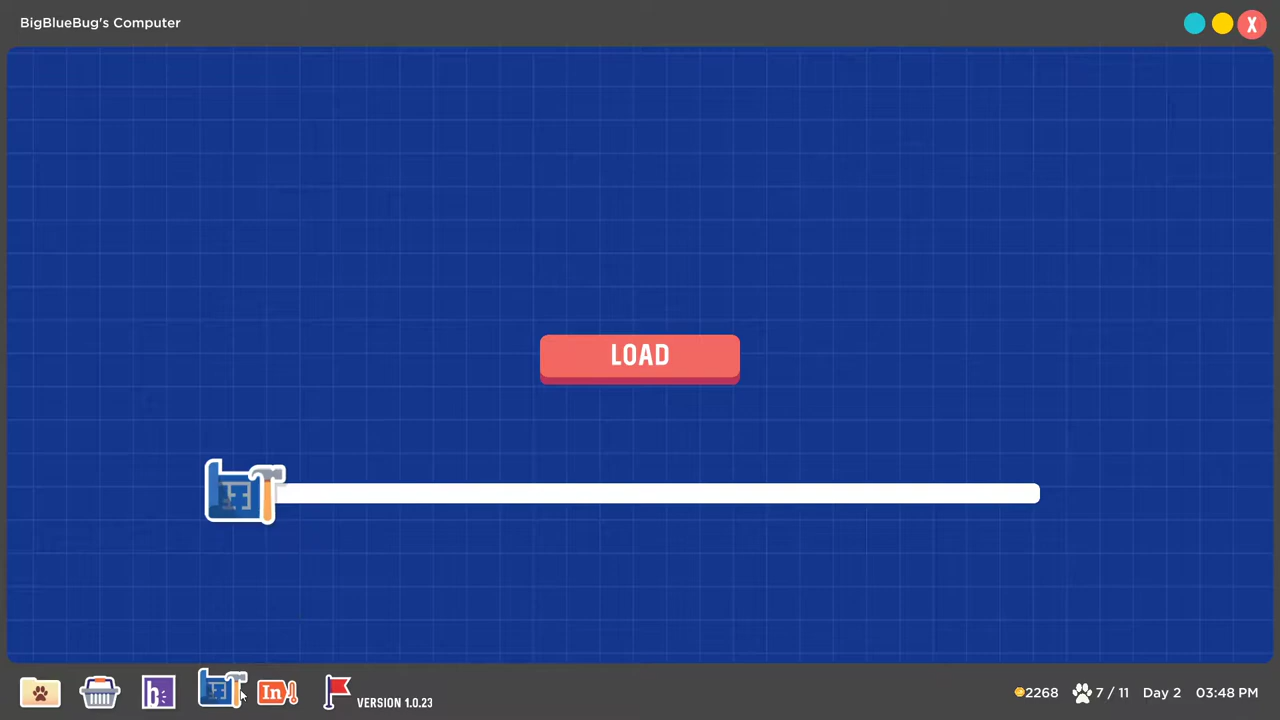 BigBlueBug's Computer
X
LOAD
b
In
VERSION 1.0.23
2268
7 / 11
Day 2
03:48 PM